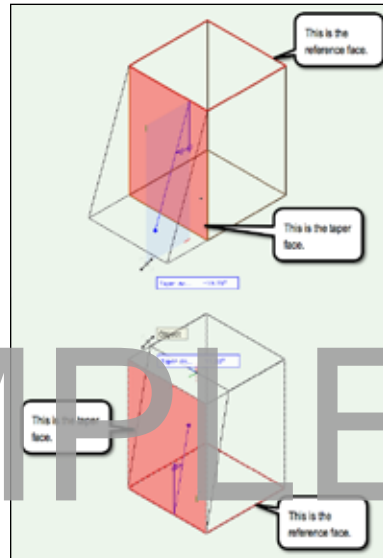 This is the
reference face.
This is the taper
face.
This is the taper
face.
MPLE
This is the
reference face.